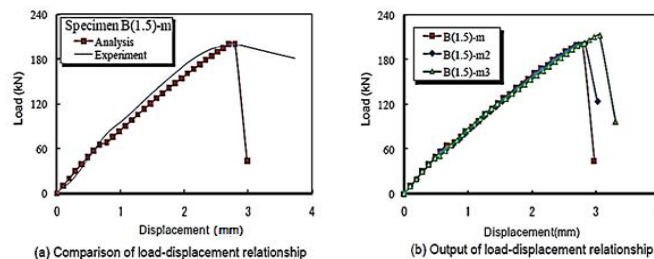 Specimen B(1.5)-m
Analysis
Experiment
Load (kN)
240
180
120
60
0
0 1 2 3 4
Displacement (mm)
(a) Comparison of load-displacement relationship
B(1.5)-m
B(1.5)-m2
B(1.5)-m3
Load (kN)
240
180
120
60
0
0 1 2 3
Displacement(mm)
(b) Output of load-displacement relationship